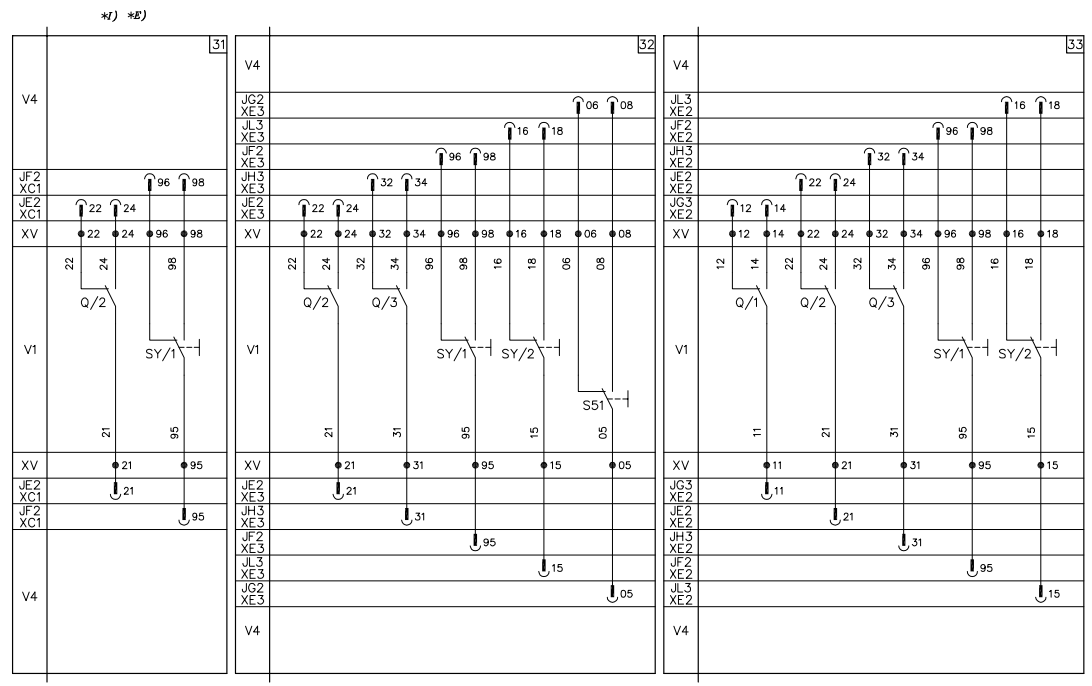 *I) *E)
31
V4
JF2
XC1
96 98
JE2
XC1
22 24
XV
22 24 96 98
22 24 98
Q/2
V1
SY/1
21 95
XV
21 95
JE2
XC1
21
JF2
XC1
95
V4
32
V4
JG2
XE3
06 08
JL3
XE3
16 18
JF2
XE3
96 98
JH3
XE3
32 34
JE2
XE3
22 24
XV
22 24 32 34 96 98 16 18 06 08
22 24 32 34 96 98 16 18 06 08
Q/2 Q/3
V1
SY/1 SY/2
S51
21 31 95 15 05
XV
21 31 95 15 05
JE2
XE3
21
JH3
XE3
31
JF2
XE3
95
JL3
XE3
15
JG2
XE3
05
V4
33
V4
JL3
XE2
16 18
JF2
XE2
96 98
JH3
XE2
32 34
JE2
XE2
22 24
JG3
XE2
12 14
XV
12 14 22 24 32 34 96 98 16 18
12 14 22 24 32 34 96 98 16 18
Q/1 Q/2 Q/3
V1
SY/1 SY/2
11 21 31 95 15
XV
11 21 31 95 15
JG3
XE2
11
JE2
XE2
21
JH3
XE2
31
JF2
XE2
95
JL3
XE2
15
V4